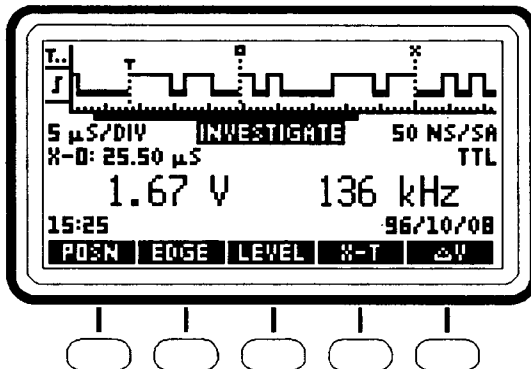 T..
T
O
X
5 µS/DIV INVESTIGATE 50 NS/SA
X-O: 25.50 µS TTL
1.67 V 136 kHz
15:25 96/10/08
POSN EDGE LEVEL X-T △V